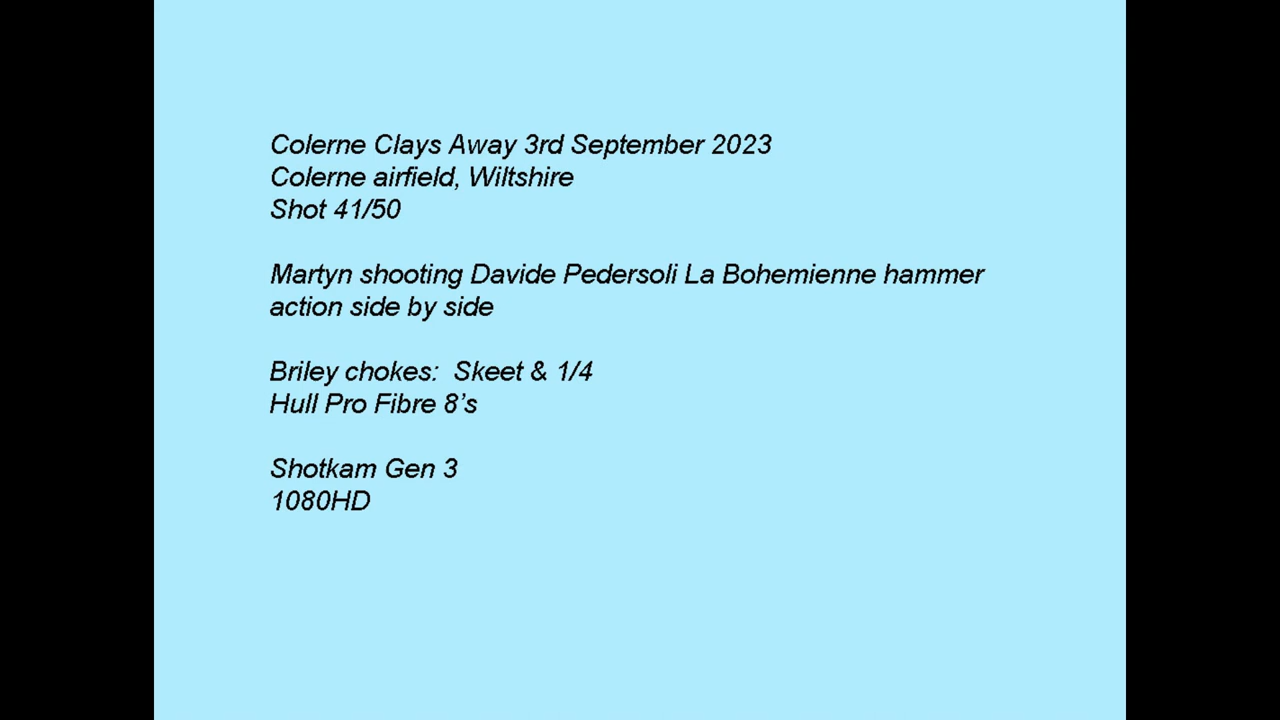 Colerne Clays Away 3rd September 2023
Colerne airfield, Wiltshire
Shot 41/50
Martyn shooting Davide Pedersoli La Bohemienne hammer
action side by side
Briley chokes:  Skeet & 1/4
Hull Pro Fibre 8’s
Shotkam Gen 3
1080HD